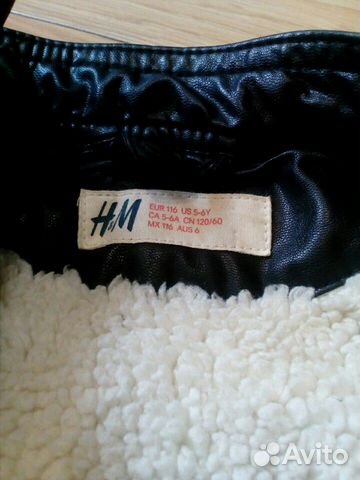 H&M
EUR 116 US 5-6Y
CA 5-6A CN 120/60
MX 116 AUS 6
Avito